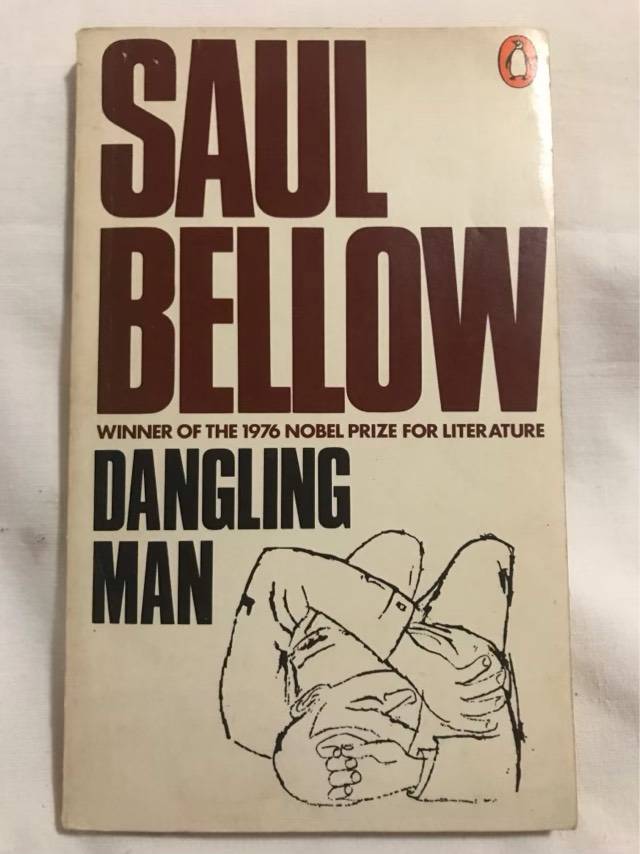 SAUL
BELLOW
WINNER OF THE 1976 NOBEL PRIZE FOR LITERATURE
DANGLING
MAN